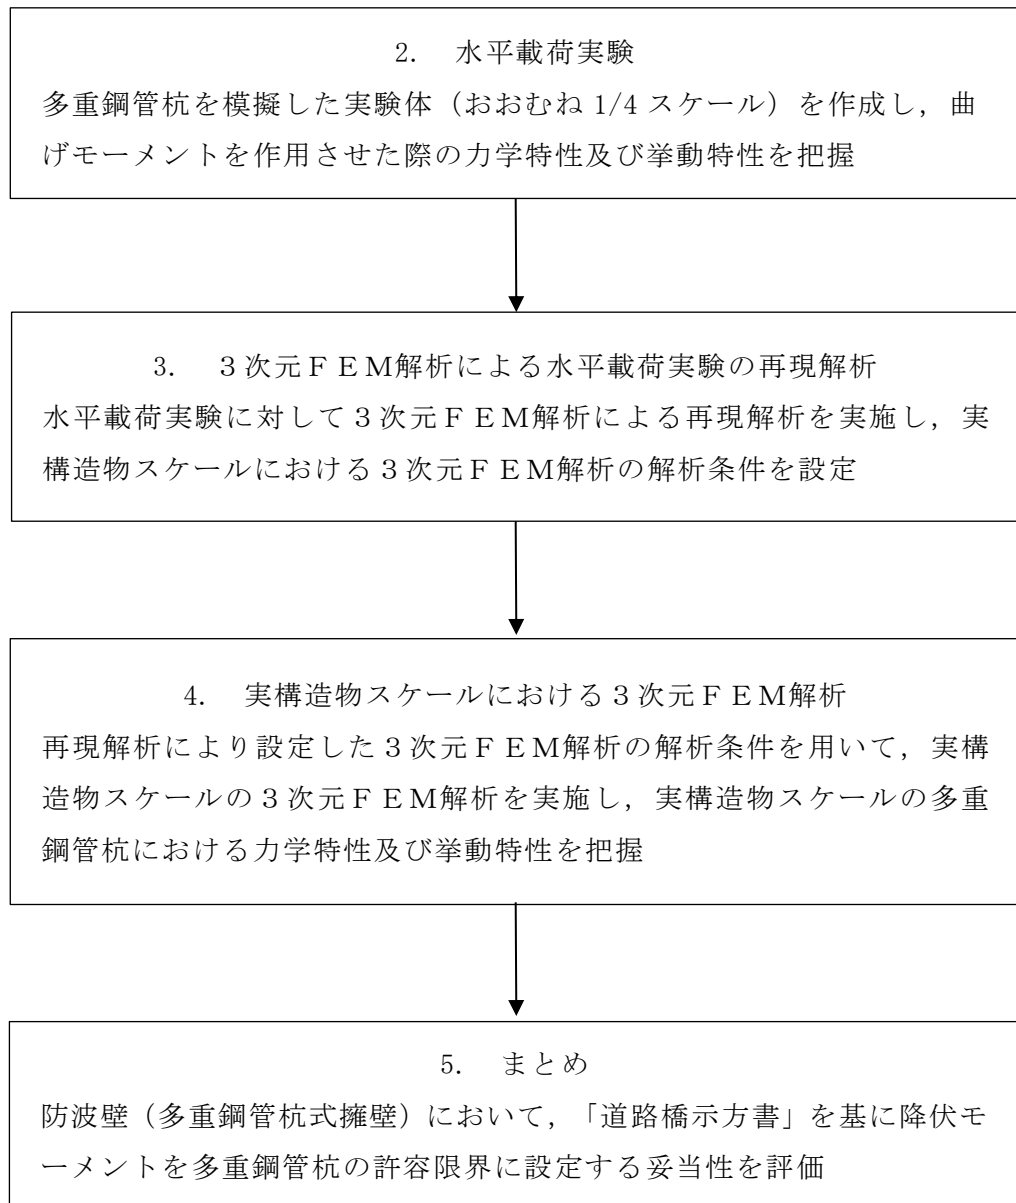 2. 水平載荷実験
多重鋼管杭を模擬した実験体（おおむね 1/4 スケール）を作成し，曲
げモーメントを作用させた際の力学特性及び挙動特性を把握
3. ３次元ＦＥＭ解析による水平載荷実験の再現解析
水平載荷実験に対して３次元ＦＥＭ解析による再現解析を実施し，実
構造物スケールにおける３次元ＦＥＭ解析の解析条件を設定
4. 実構造物スケールにおける３次元ＦＥＭ解析
再現解析により設定した３次元ＦＥＭ解析の解析条件を用いて，実構
造物スケールの３次元ＦＥＭ解析を実施し，実構造物スケールの多重
鋼管杭における力学特性及び挙動特性を把握
5. まとめ
防波壁（多重鋼管杭式擁壁）において，「道路橋示方書」を基に降伏モ
ーメントを多重鋼管杭の許容限界に設定する妥当性を評価